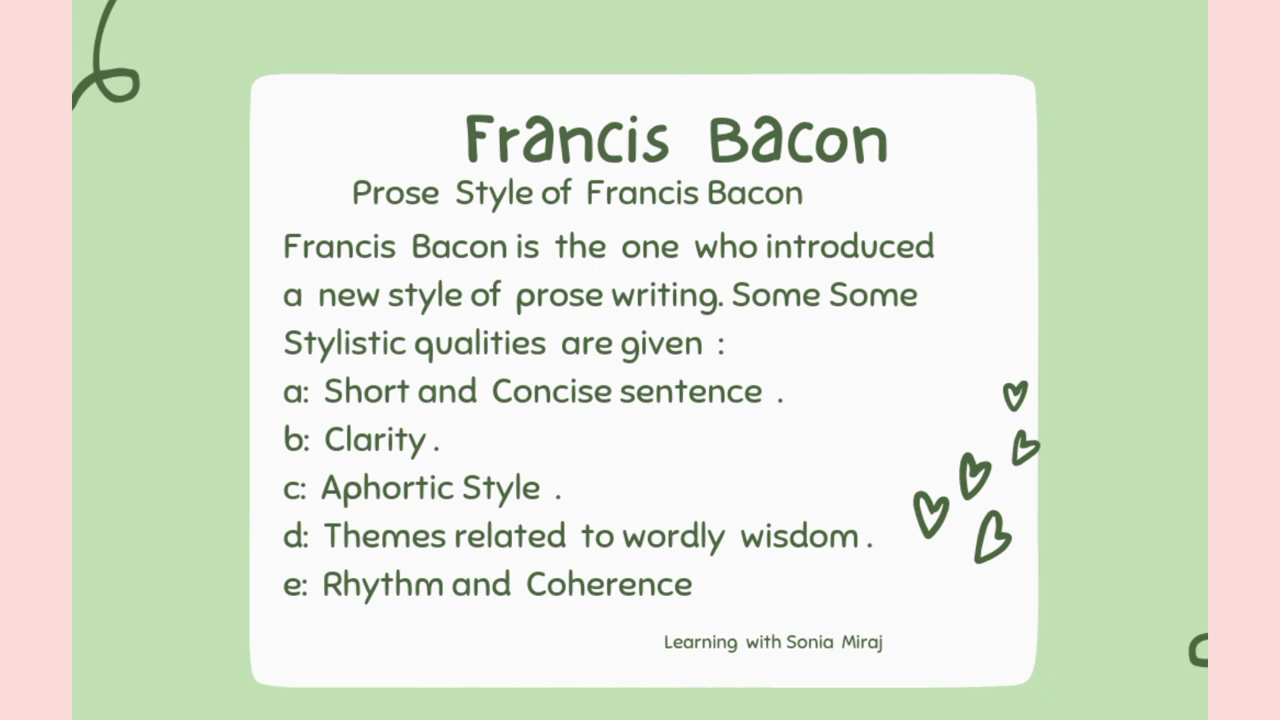 Francis Bacon
Prose Style of Francis Bacon
Francis Bacon is the one who introduced
a new style of prose writing. Some Some
Stylistic qualities are given :
a: Short and Concise sentence .
b: Clarity .
c: Aphortic Style .
d: Themes related to wordly wisdom .
e: Rhythm and Coherence
Learning with Sonia Miraj